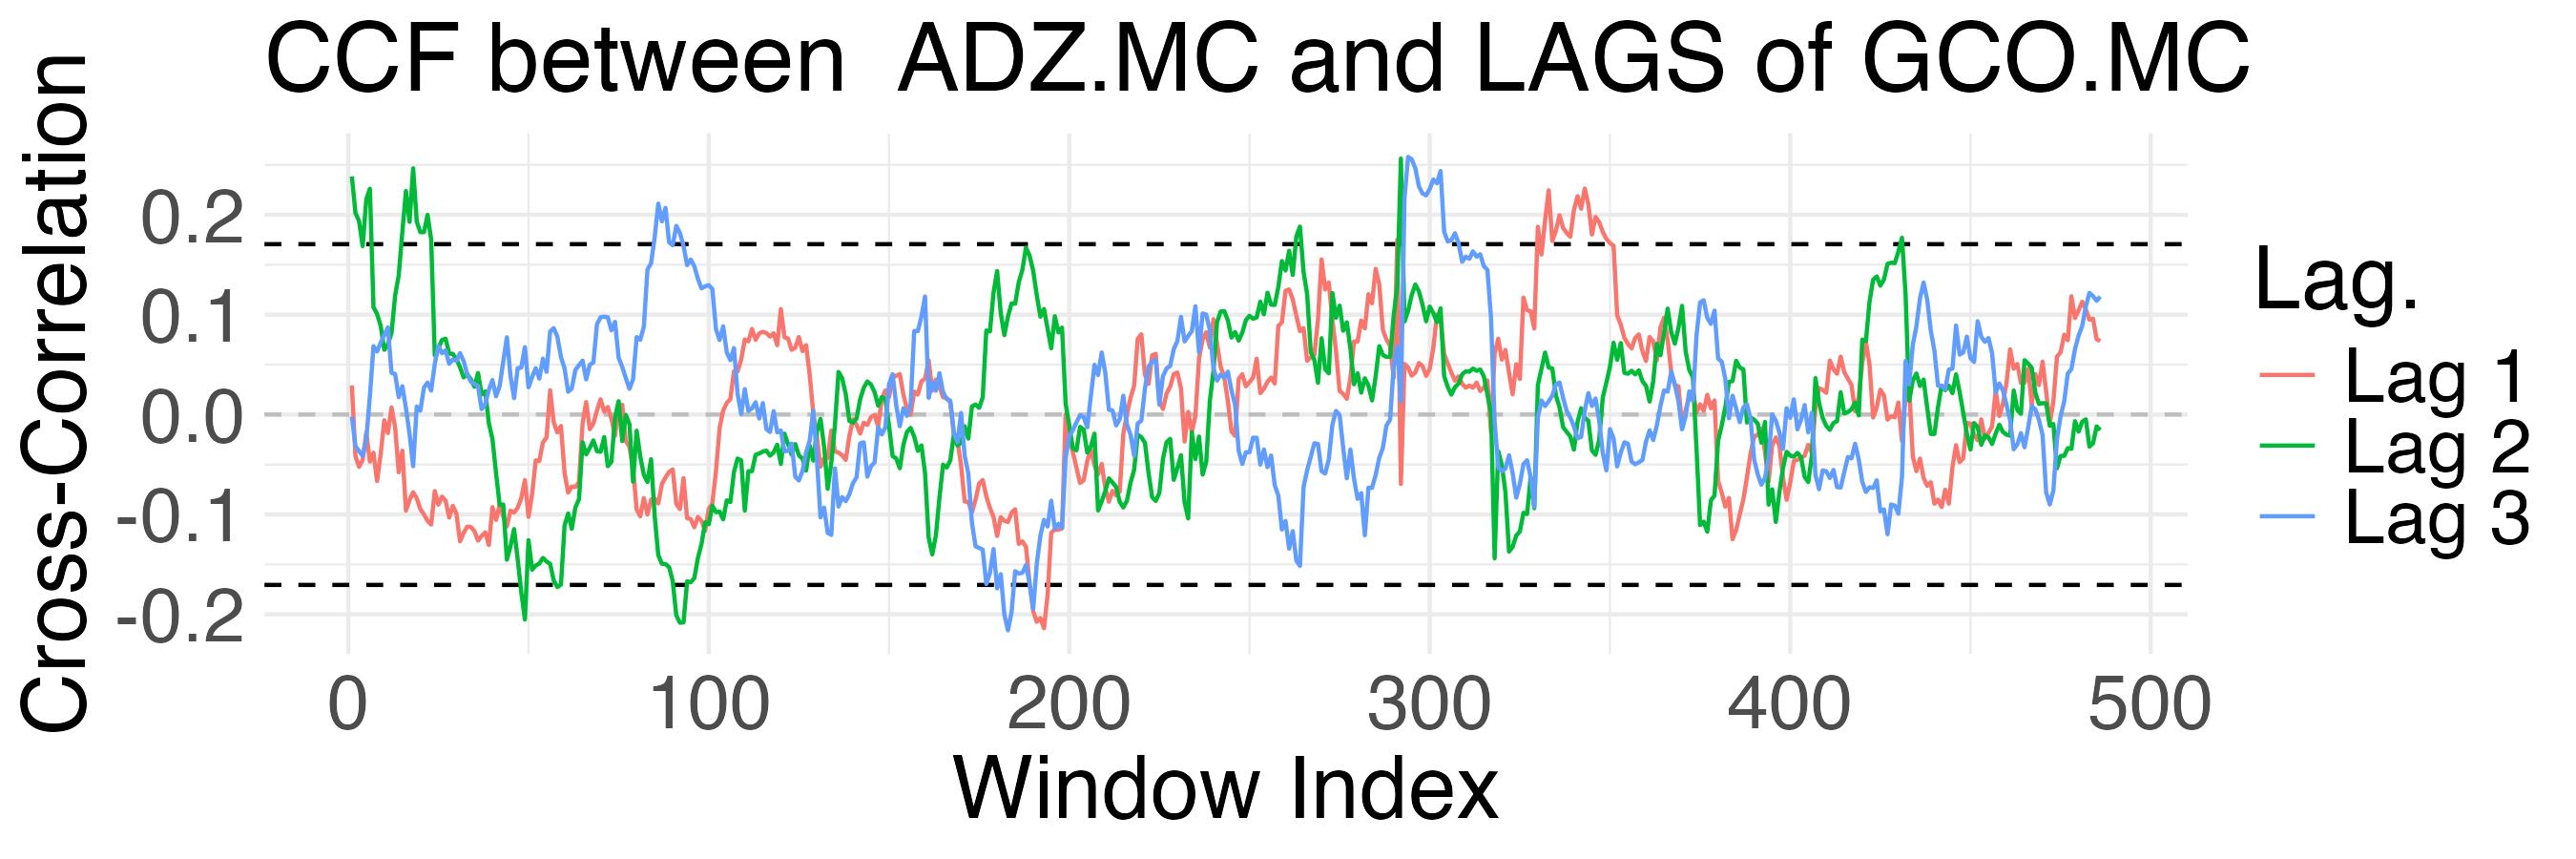 CCF between  ADZ.MC and LAGS of GCO.MC
Cross-Correlation
0.2
0.1
0.0
-0.1
-0.2
0 100 200 300 400 500
Window Index
Lag.
Lag 1
Lag 2
Lag 3